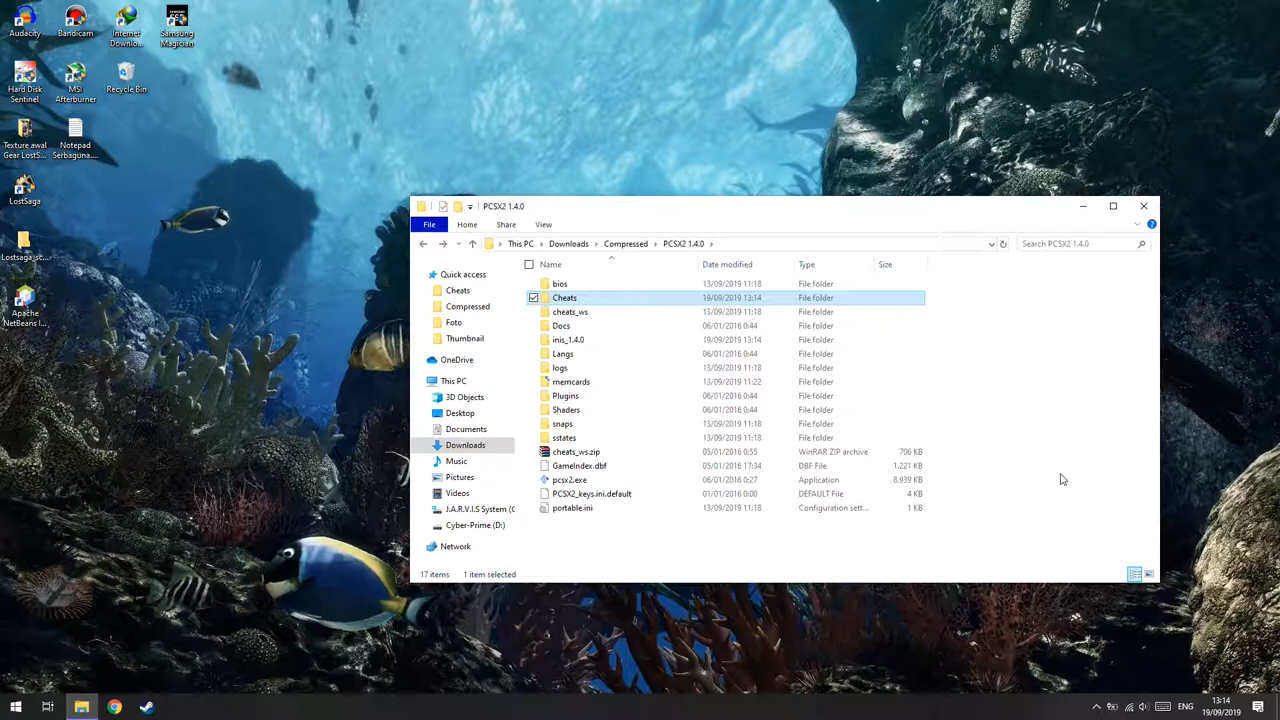 Audacity
Bandicam
Internet
Downlo...
Samsung
Magician
Hard Disk
Sentinel
MSI
Afterburner
Recycle Bin
Texture awal
Gear LostS...
Notepad
Serbaguna....
LostSaga
Lostsaga_sc...
Apache
NetBeans I...
PCSX2 1.4.0
File Home Share View
This PC Downloads Compressed PCSX2 1.4.0
Search PCSX2 1.4.0
Name Date modified Type Size
Quick access
Cheats
Compressed
Foto
Thumbnail
OneDrive
This PC
3D Objects
Desktop
Documents
Downloads
Music
Pictures
Videos
J.A.R.V.I.S System (C
Cyber-Prime (D:)
Network
bios 13/09/2019 11:18 File folder
Cheats 19/09/2019 13:14 File folder
cheats_ws 13/09/2019 11:18 File folder
Docs 06/01/2016 0:44 File folder
inis_1.4.0 19/09/2019 13:14 File folder
Langs 06/01/2016 0:44 File folder
logs 13/09/2019 11:18 File folder
memcards 13/09/2019 11:22 File folder
Plugins 06/01/2016 0:44 File folder
Shaders 06/01/2016 0:44 File folder
snaps 13/09/2019 11:18 File folder
sstates 13/09/2019 11:18 File folder
cheats_ws.zip 05/01/2016 0:55 WinRAR ZIP archive 706 KB
GameIndex.dbf 05/01/2016 17:34 DBF File 1.221 KB
pcsx2.exe 06/01/2016 0:27 Application 8.939 KB
PCSX2_keys.ini.default 01/01/2016 0:00 DEFAULT File 4 KB
portable.ini 13/09/2019 11:18 Configuration sett... 1 KB
17 items 1 item selected
ENG
13:14
19/09/2019